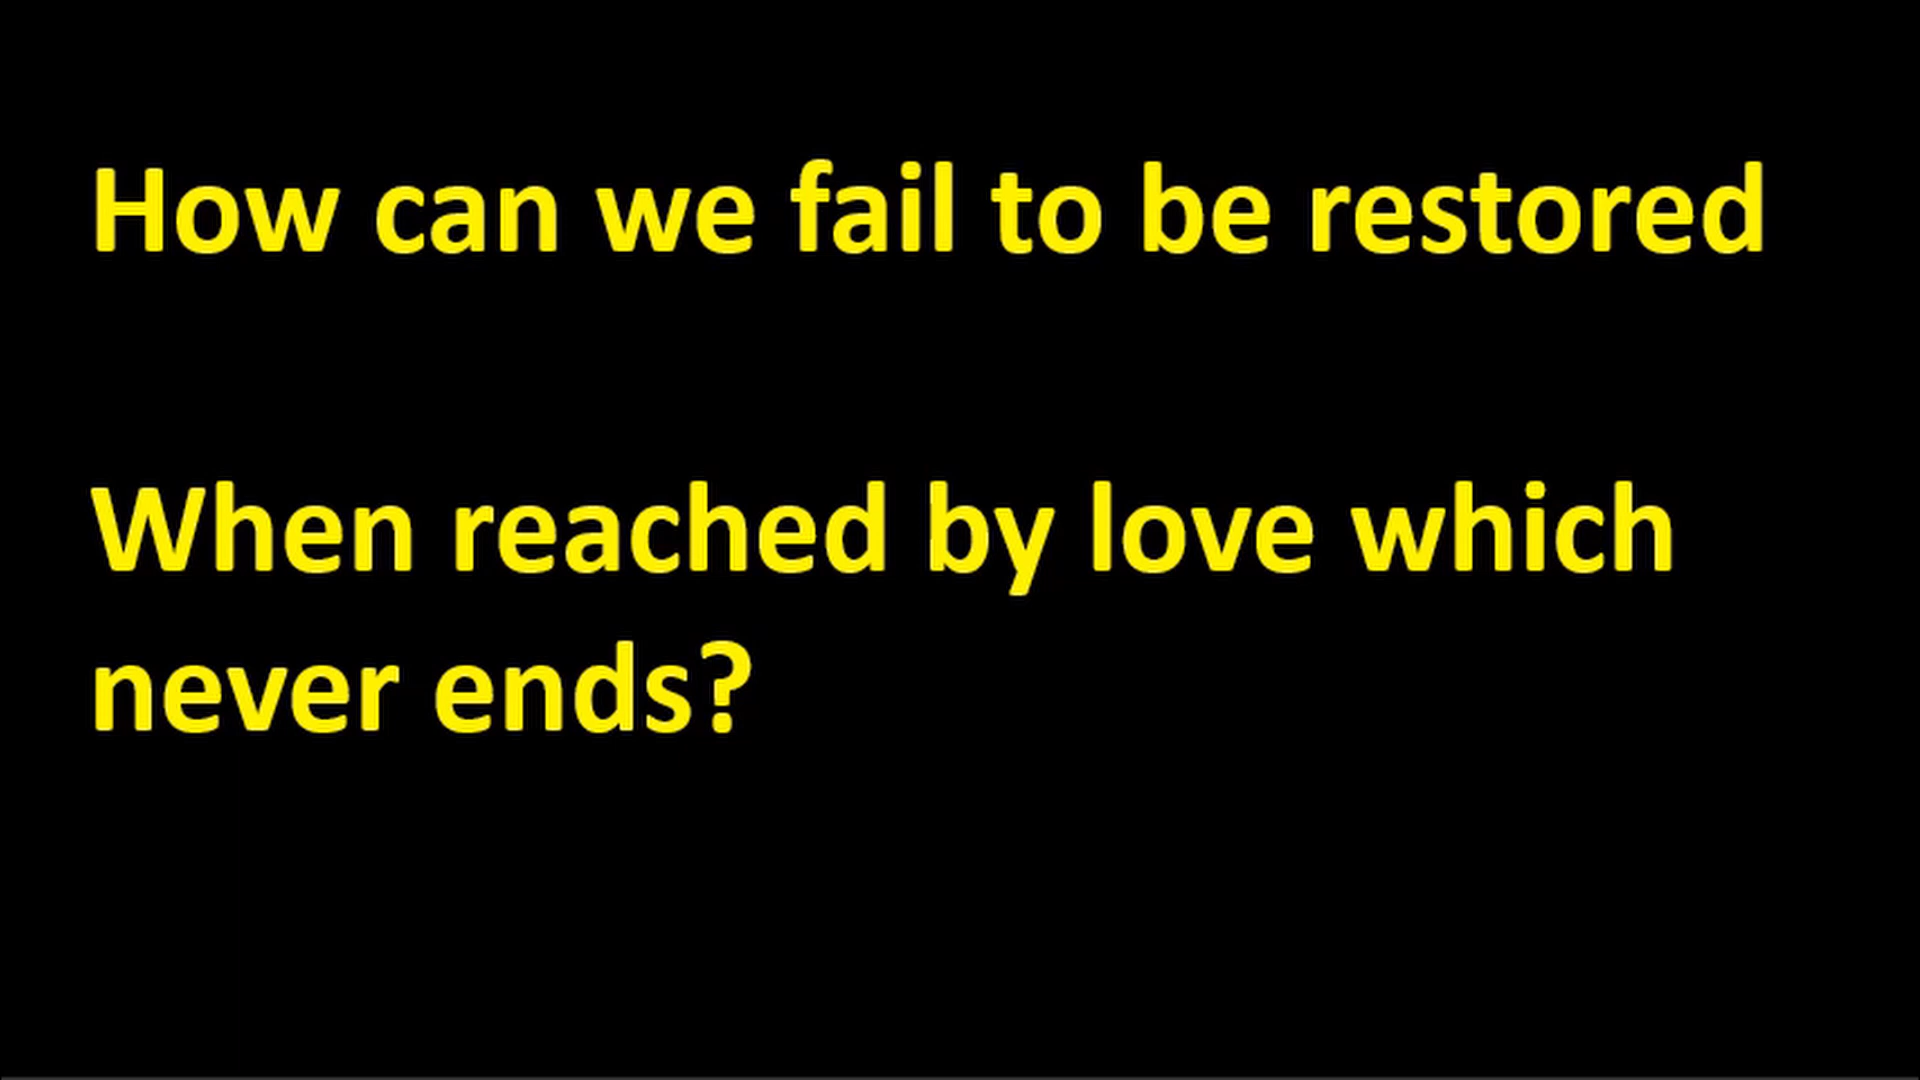 How can we fail to be restored
When reached by love which
never ends?